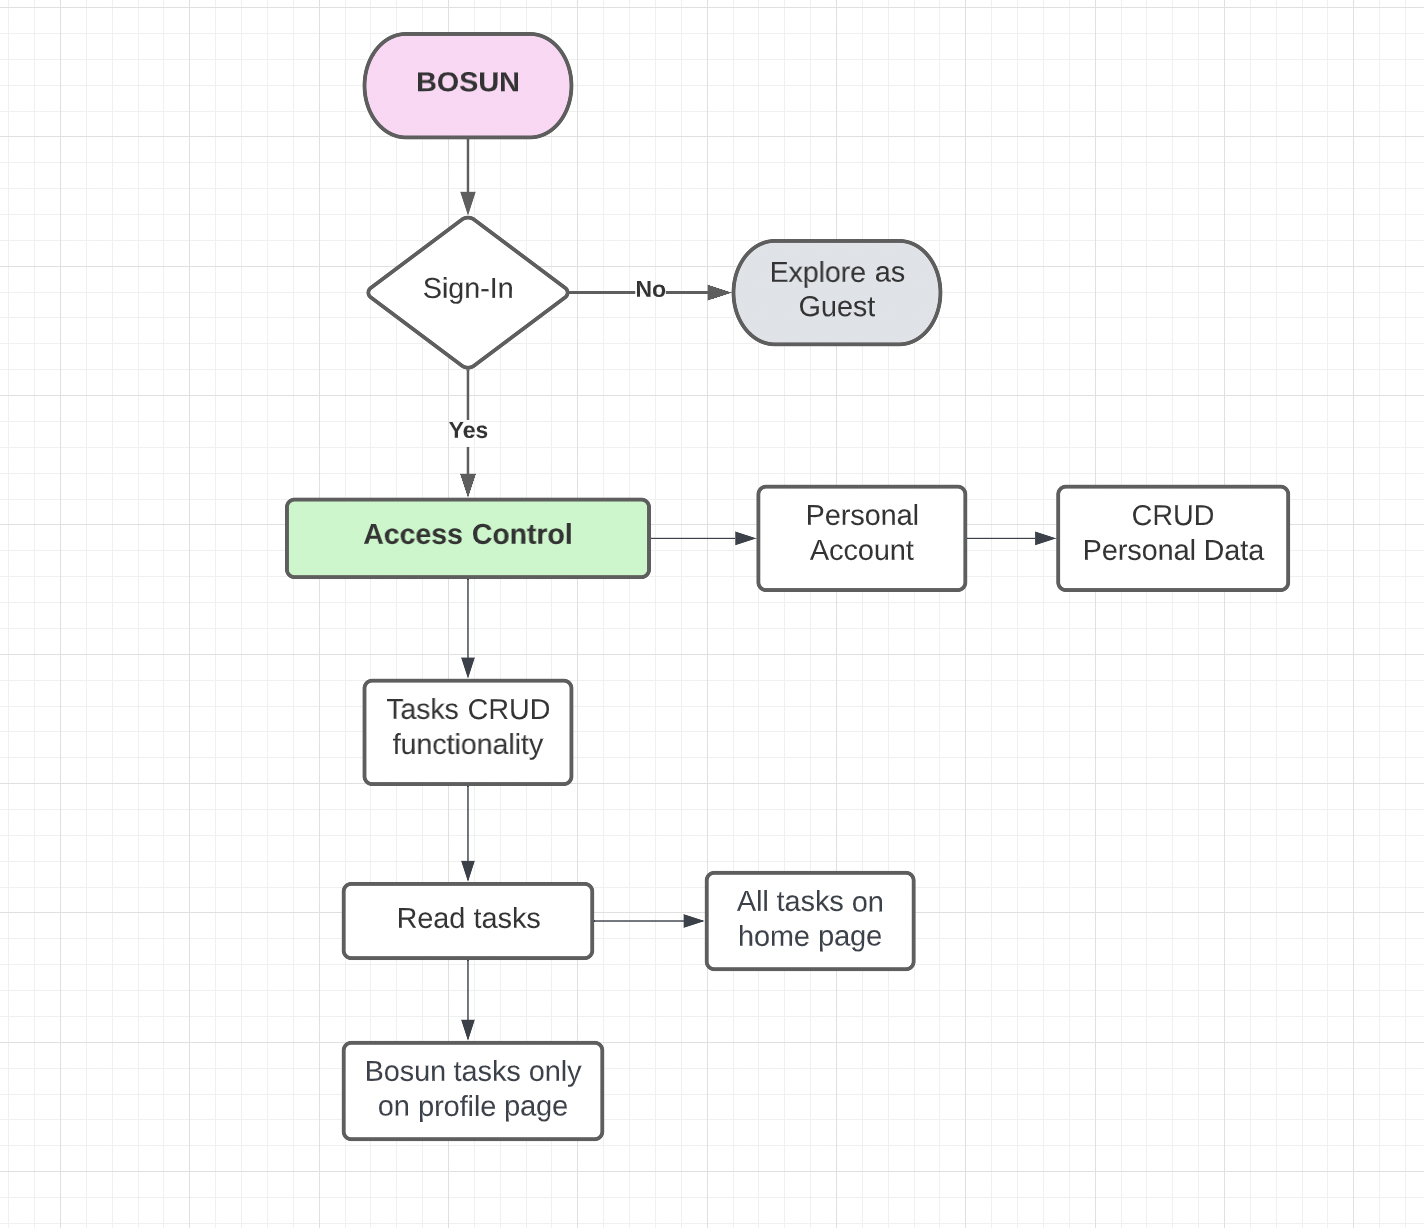 BOSUN
Sign-In
No
Explore as
Guest
Yes
Access Control
Personal
Account
CRUD
Personal Data
Tasks CRUD
functionality
Read tasks
All tasks on
home page
Bosun tasks only
on profile page